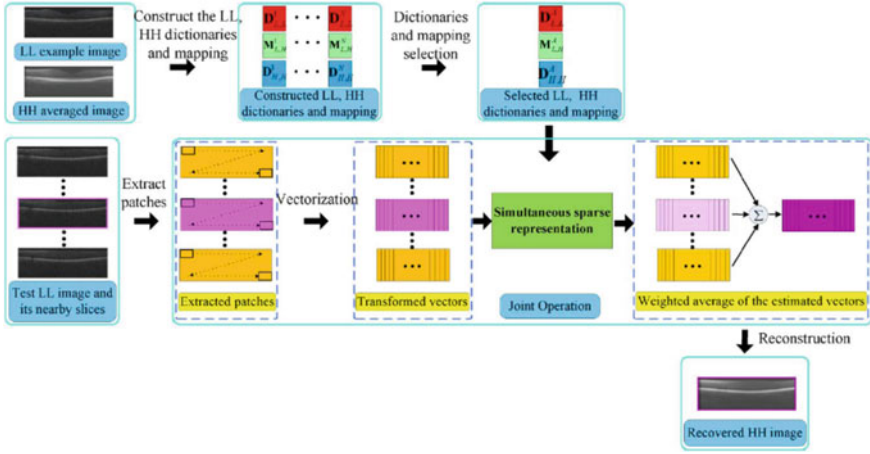 LL example image
HH averaged image
Construct the LL,
HH dictionaries
and mapping
Constructed LL, HH
dictionaries and mapping
Dictionaries
and mapping
selection
Selected LL, HH
dictionaries and mapping
Test LL image and
its nearby slices
Extract
patches
Extracted patches
Vectorization
Transformed vectors
Simultaneous sparse
representation
Joint Operation
Σ
Weighted average of the estimated vectors
Reconstruction
Recovered HH image